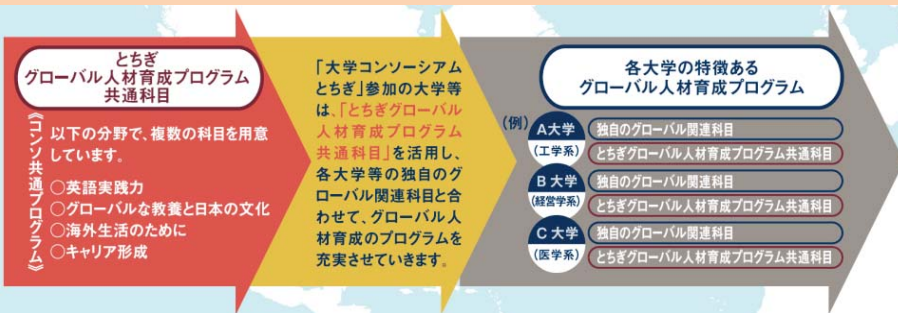 とちぎ
グローバル人材育成プログラム
共通科目
《コンソ共通プログラム》
以下の分野で、複数の科目を用意
しています。
○英語実践力
○グローバルな教養と日本の文化
○海外生活のために
○キャリア形成
「大学コンソーシアム
とちぎ」参加の大学等
は、「とちぎグローバル
人材育成プログラム
共通科目」を活用し、
各大学等の独自のグ
ローバル関連科目と合
わせて、グローバル人
材育成のプログラムを
充実させていきます。
各大学の特徴ある
グローバル人材育成プログラム
(例)
A大学
(工学系)
独自のグローバル関連科目
とちぎグローバル人材育成プログラム共通科目
B大学
(経営学系)
独自のグローバル関連科目
とちぎグローバル人材育成プログラム共通科目
C大学
(医学系)
独自のグローバル関連科目
とちぎグローバル人材育成プログラム共通科目